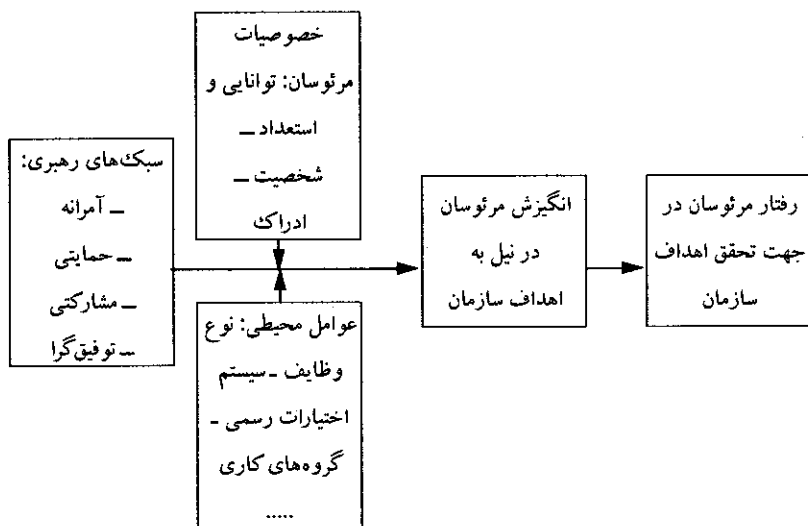 خصوصیات
مرئوسان: توانایی و
استعداد ـ
شخصیت ـ
ادراک
سبک‌های رهبری:
ـ آمرانه
ـ حمایتی
ـ مشارکتی
ـ توفیق‌گرا
عوامل محیطی: نوع
وظایف ـ سیستم
اختیارات رسمی ـ
گروه‌های کاری
.....
انگیزش مرئوسان
در نیل به
اهداف سازمان
رفتار مرئوسان در
جهت تحقق اهداف
سازمان